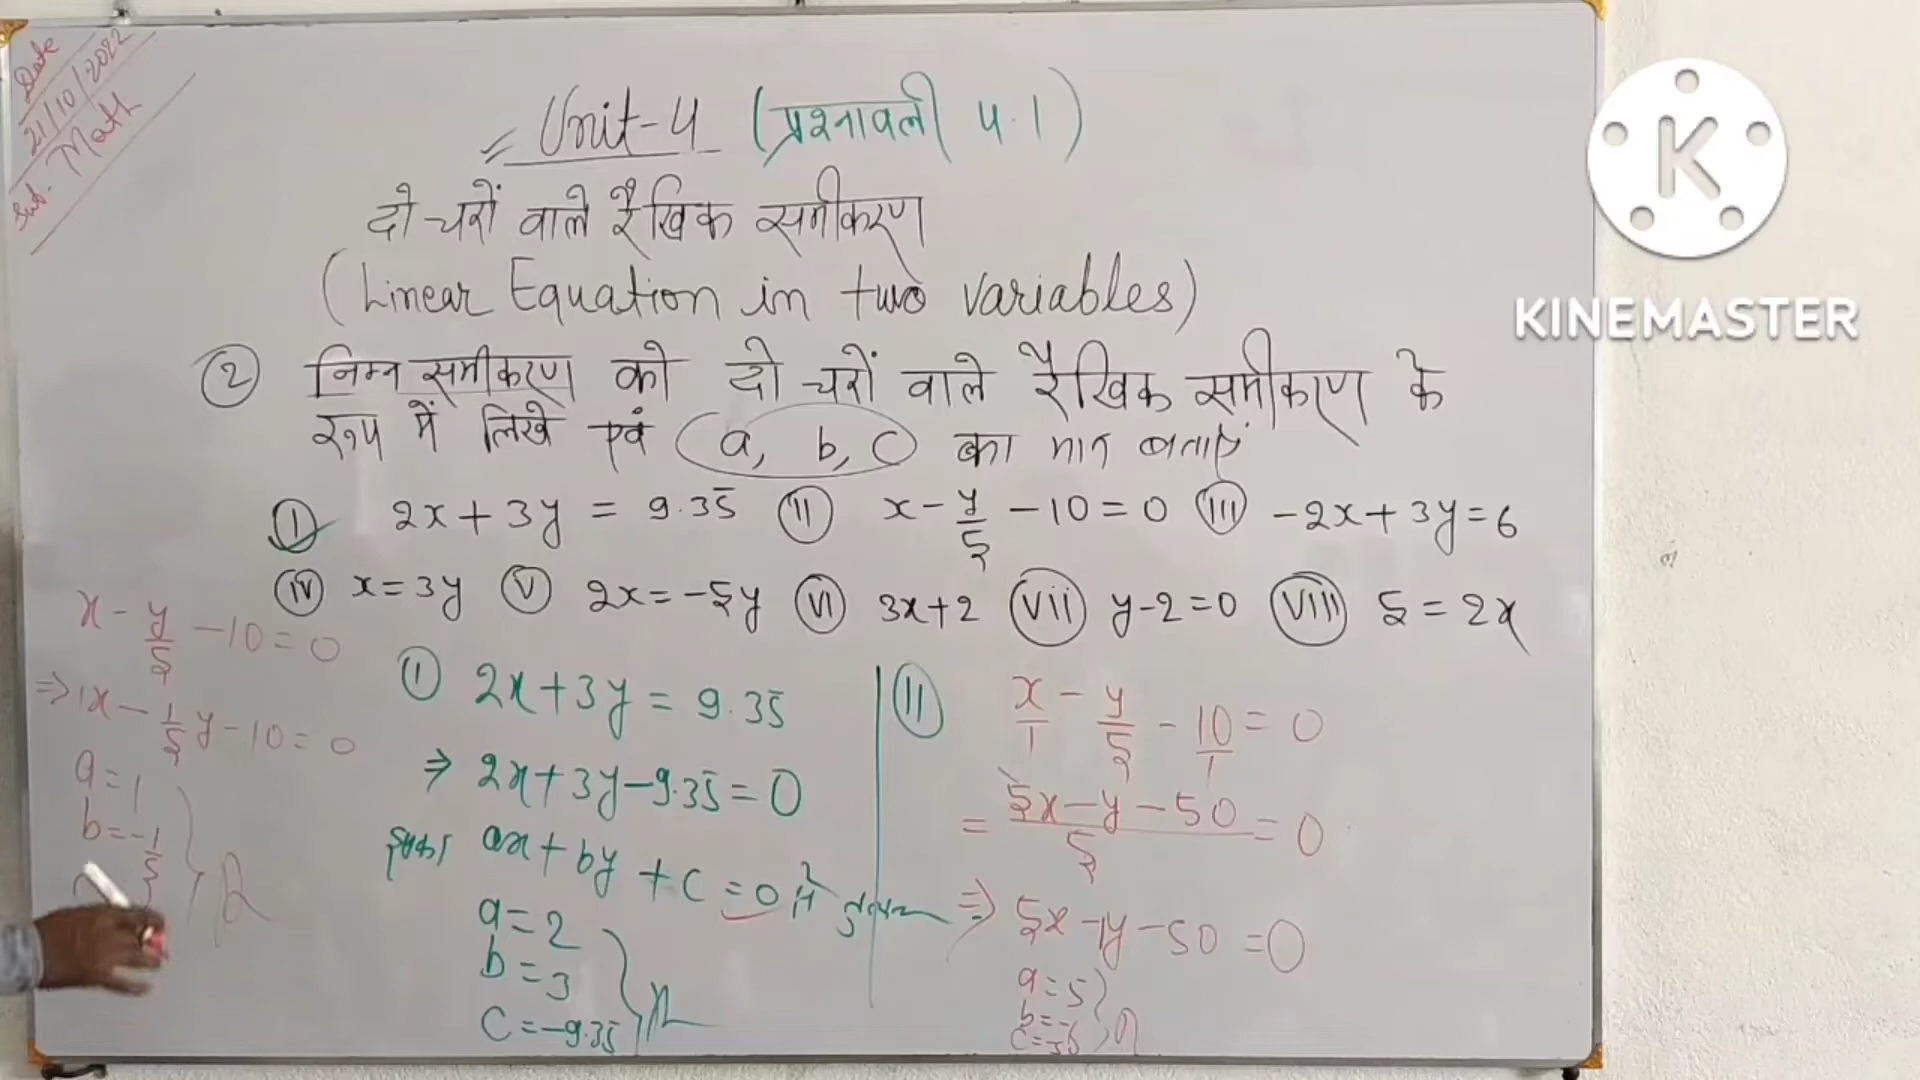 Date
21/10/2022
Sub. Math
Unit-4 (प्रश्नावली 4.1)
दो चरों वाले रैखिक समीकरण
(Linear Equation in two variables)
② निम्न समीकरण को दो चरों वाले रैखिक समीकरण के
रूप में लिखे एवं a, b, c का मान बताएं
Ⓘ 2x + 3y = 9.35 Ⓘⓘ x - y/5 - 10 = 0 (III) -2x + 3y = 6
(IV) x = 3y (V) 2x = -5y (VI) 3x + 2 (VII) y - 2 = 0 (VIII) 5 = 2x
x - y/5 - 10 = 0
⇒ 1x - 1/5 y - 10 = 0
a = 1
b = -1/5
(I) 2x + 3y = 9.35
⇒ 2x + 3y - 9.35 = 0
ax + by + c = 0 से
a = 2
b = 3
c = -9.35
(II) x/1 - y/5 - 10/1 = 0
= 5x - y - 50 / 5 = 0
⇒ 5x - 1y - 50 = 0
a = 5
KINEMASTER